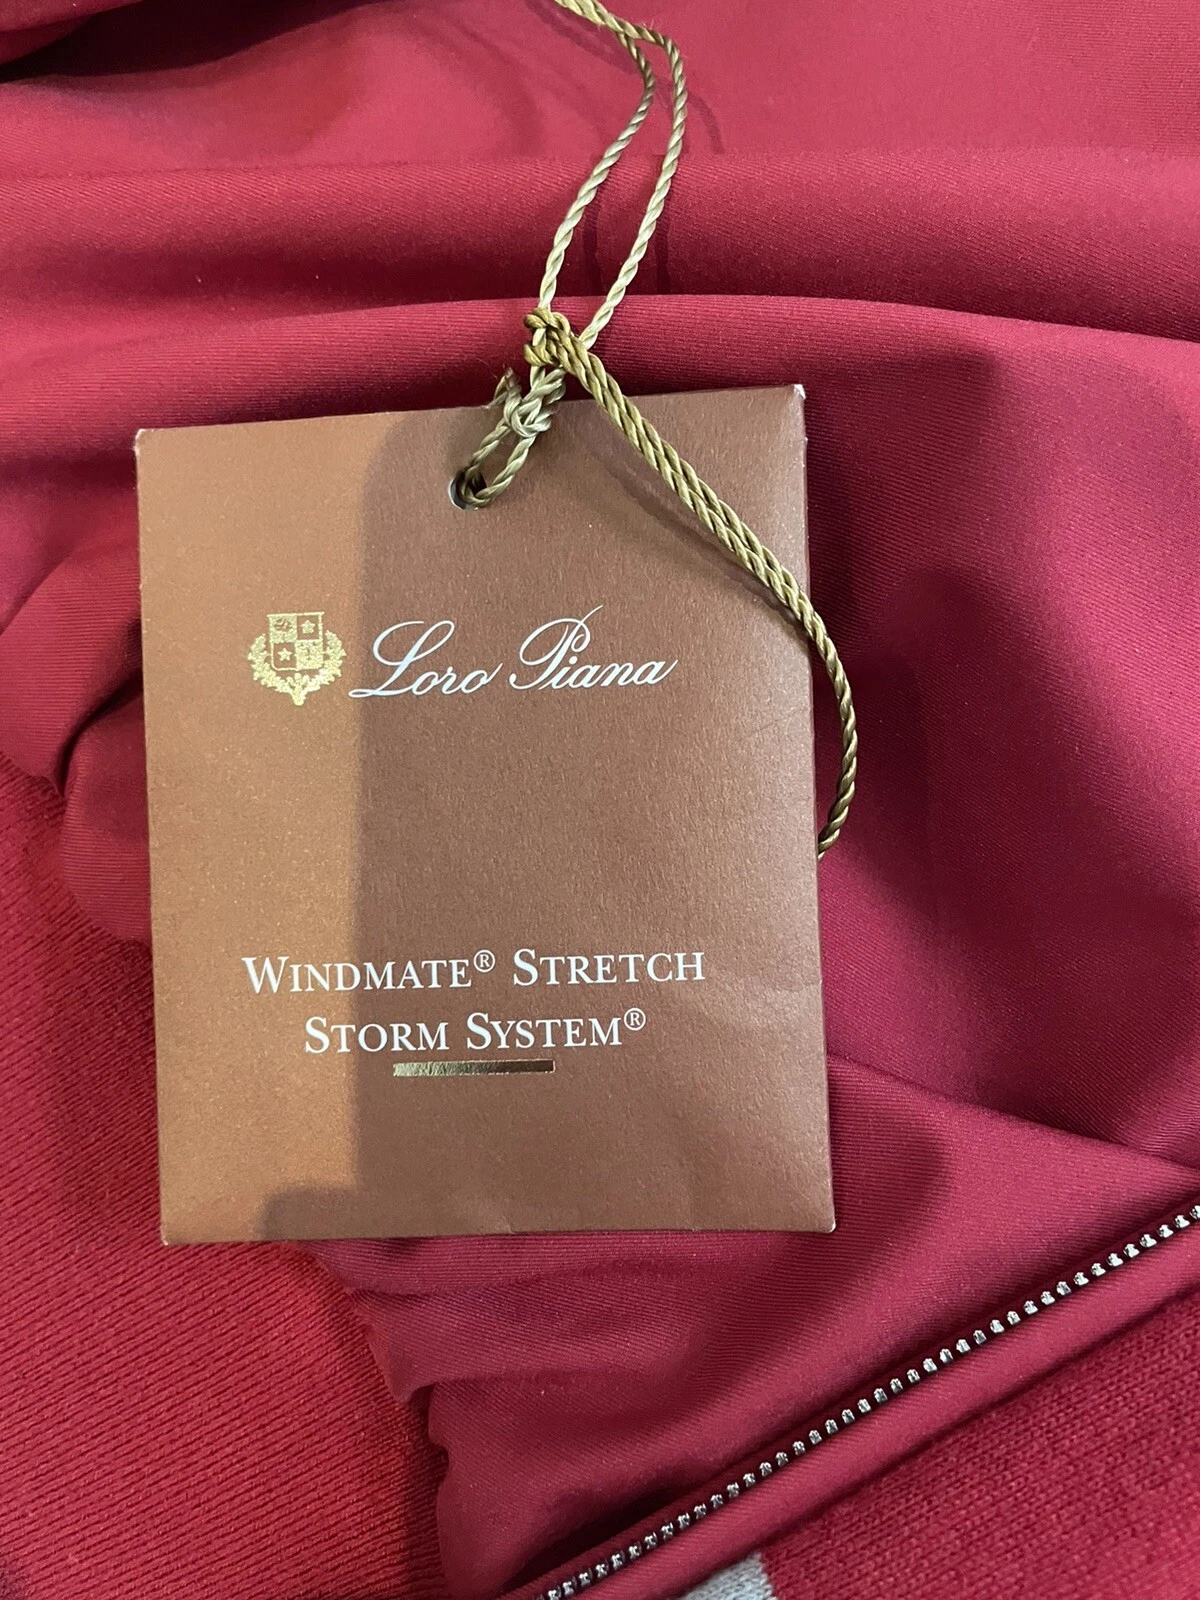 Loro Piana
WINDMATE® STRETCH
STORM SYSTEM®